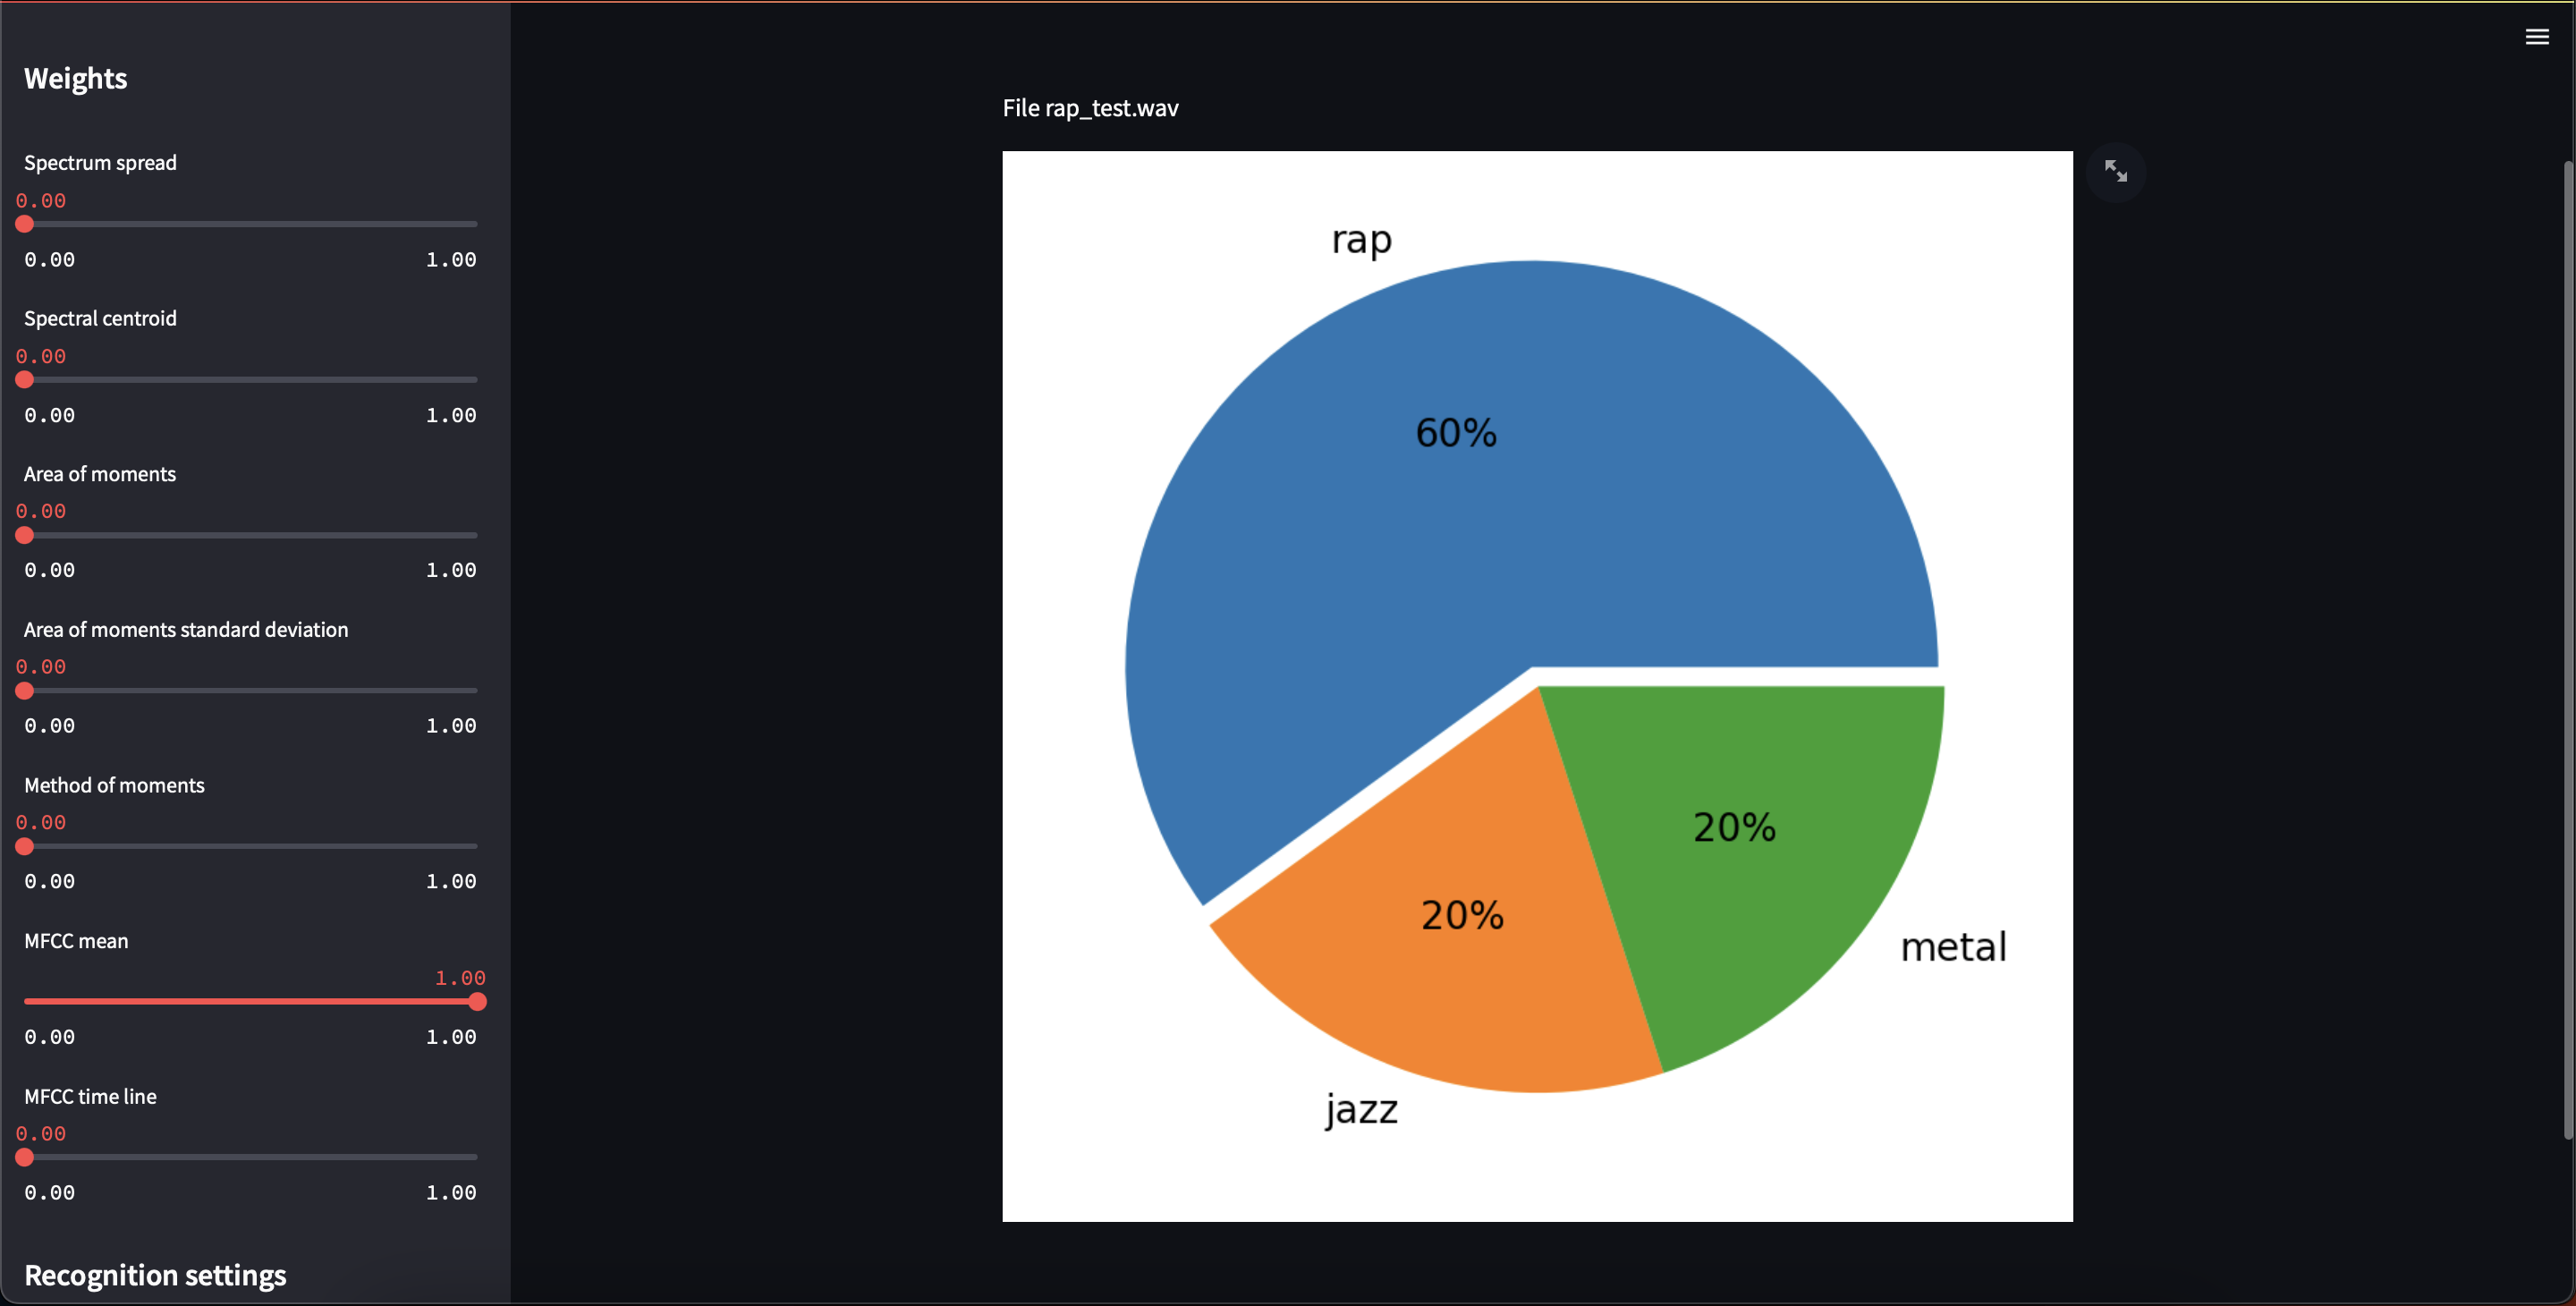 Weights
Spectrum spread
0.00
0.00 1.00
Spectral centroid
0.00
0.00 1.00
Area of moments
0.00
0.00 1.00
Area of moments standard deviation
0.00
0.00 1.00
Method of moments
0.00
0.00 1.00
MFCC mean
1.00
0.00 1.00
MFCC time line
0.00
0.00 1.00
Recognition settings
File rap_test.wav
rap
60%
20%
20%
metal
jazz